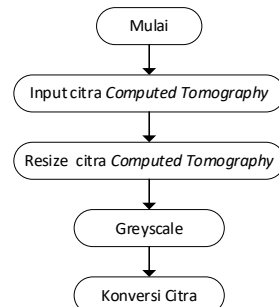 Mulai
Input citra Computed Tomography
Resize citra Computed Tomography
Greyscale
Konversi Citra